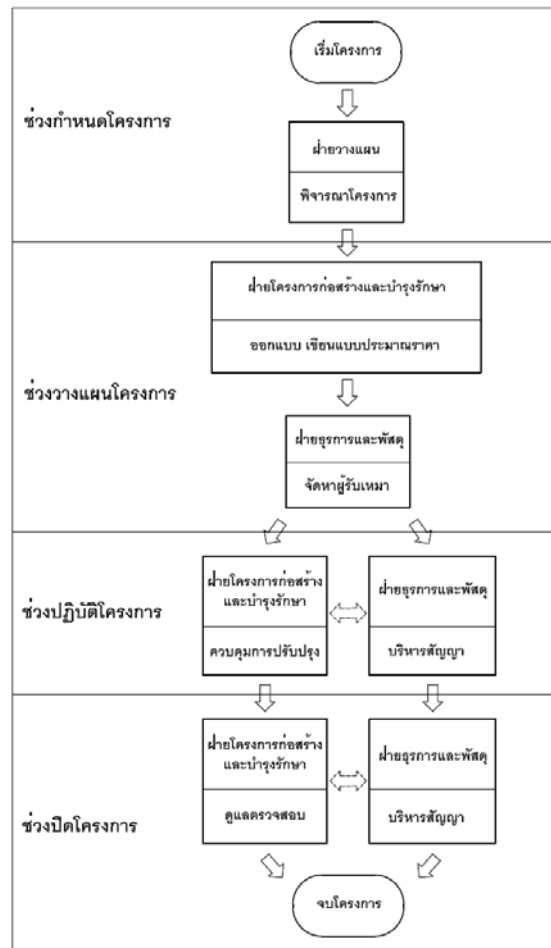 เริ่มโครงการ
ช่วงกำหนดโครงการ
ฝ่ายวางแผน
พิจารณาโครงการ
ฝ่ายโครงการก่อสร้างและบำรุงรักษา
ออกแบบ เขียนแบบประมาณราคา
ช่วงวางแผนโครงการ
ฝ่ายธุรการและพัสดุ
จัดหาผู้รับเหมา
ช่วงปฏิบัติโครงการ
ฝ่ายโครงการก่อสร้าง
และบำรุงรักษา
ควบคุมการปรับปรุง
ฝ่ายธุรการและพัสดุ
บริหารสัญญา
ช่วงปิดโครงการ
ฝ่ายโครงการก่อสร้าง
และบำรุงรักษา
ดูแลตรวจสอบ
ฝ่ายธุรการและพัสดุ
บริหารสัญญา
จบโครงการ